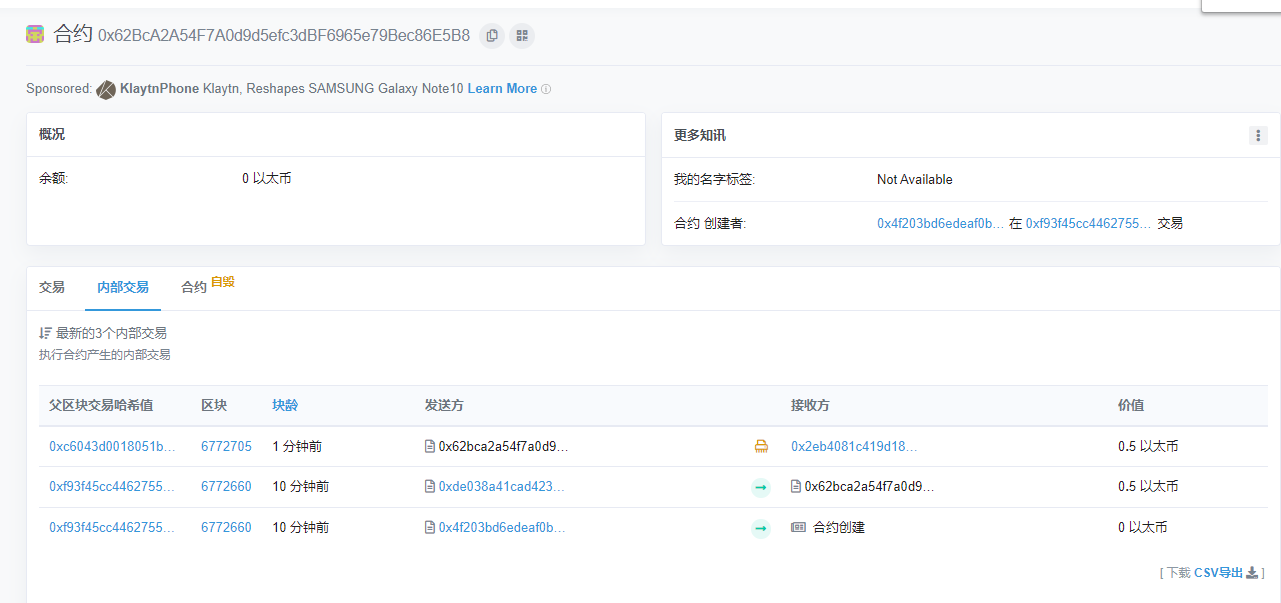 合约 0x62BcA2A54F7A0d9d5efc3dBF6965e79Bec86E5B8
Sponsored: KlaytnPhone Klaytn, Reshapes SAMSUNG Galaxy Note10 Learn More
概况
余额: 0 以太币
更多知讯
我的名字标签: Not Available
合约 创建者: 0x4f203bd6edeaf0b... 在 0xf93f45cc4462755... 交易
交易 内部交易 合约 自毁
最新的3个内部交易
执行合约产生的内部交易
父区块交易哈希值 区块 块龄 发送方 接收方 价值
0xc6043d0018051b... 6772705 1 分钟前 0x62bca2a54f7a0d9... 0x2eb4081c419d18... 0.5 以太币
0xf93f45cc4462755... 6772660 10 分钟前 0xde038a41cad423... 0x62bca2a54f7a0d9... 0.5 以太币
0xf93f45cc4462755... 6772660 10 分钟前 0x4f203bd6edeaf0b... 合约创建 0 以太币
[ 下载 CSV导出 ]